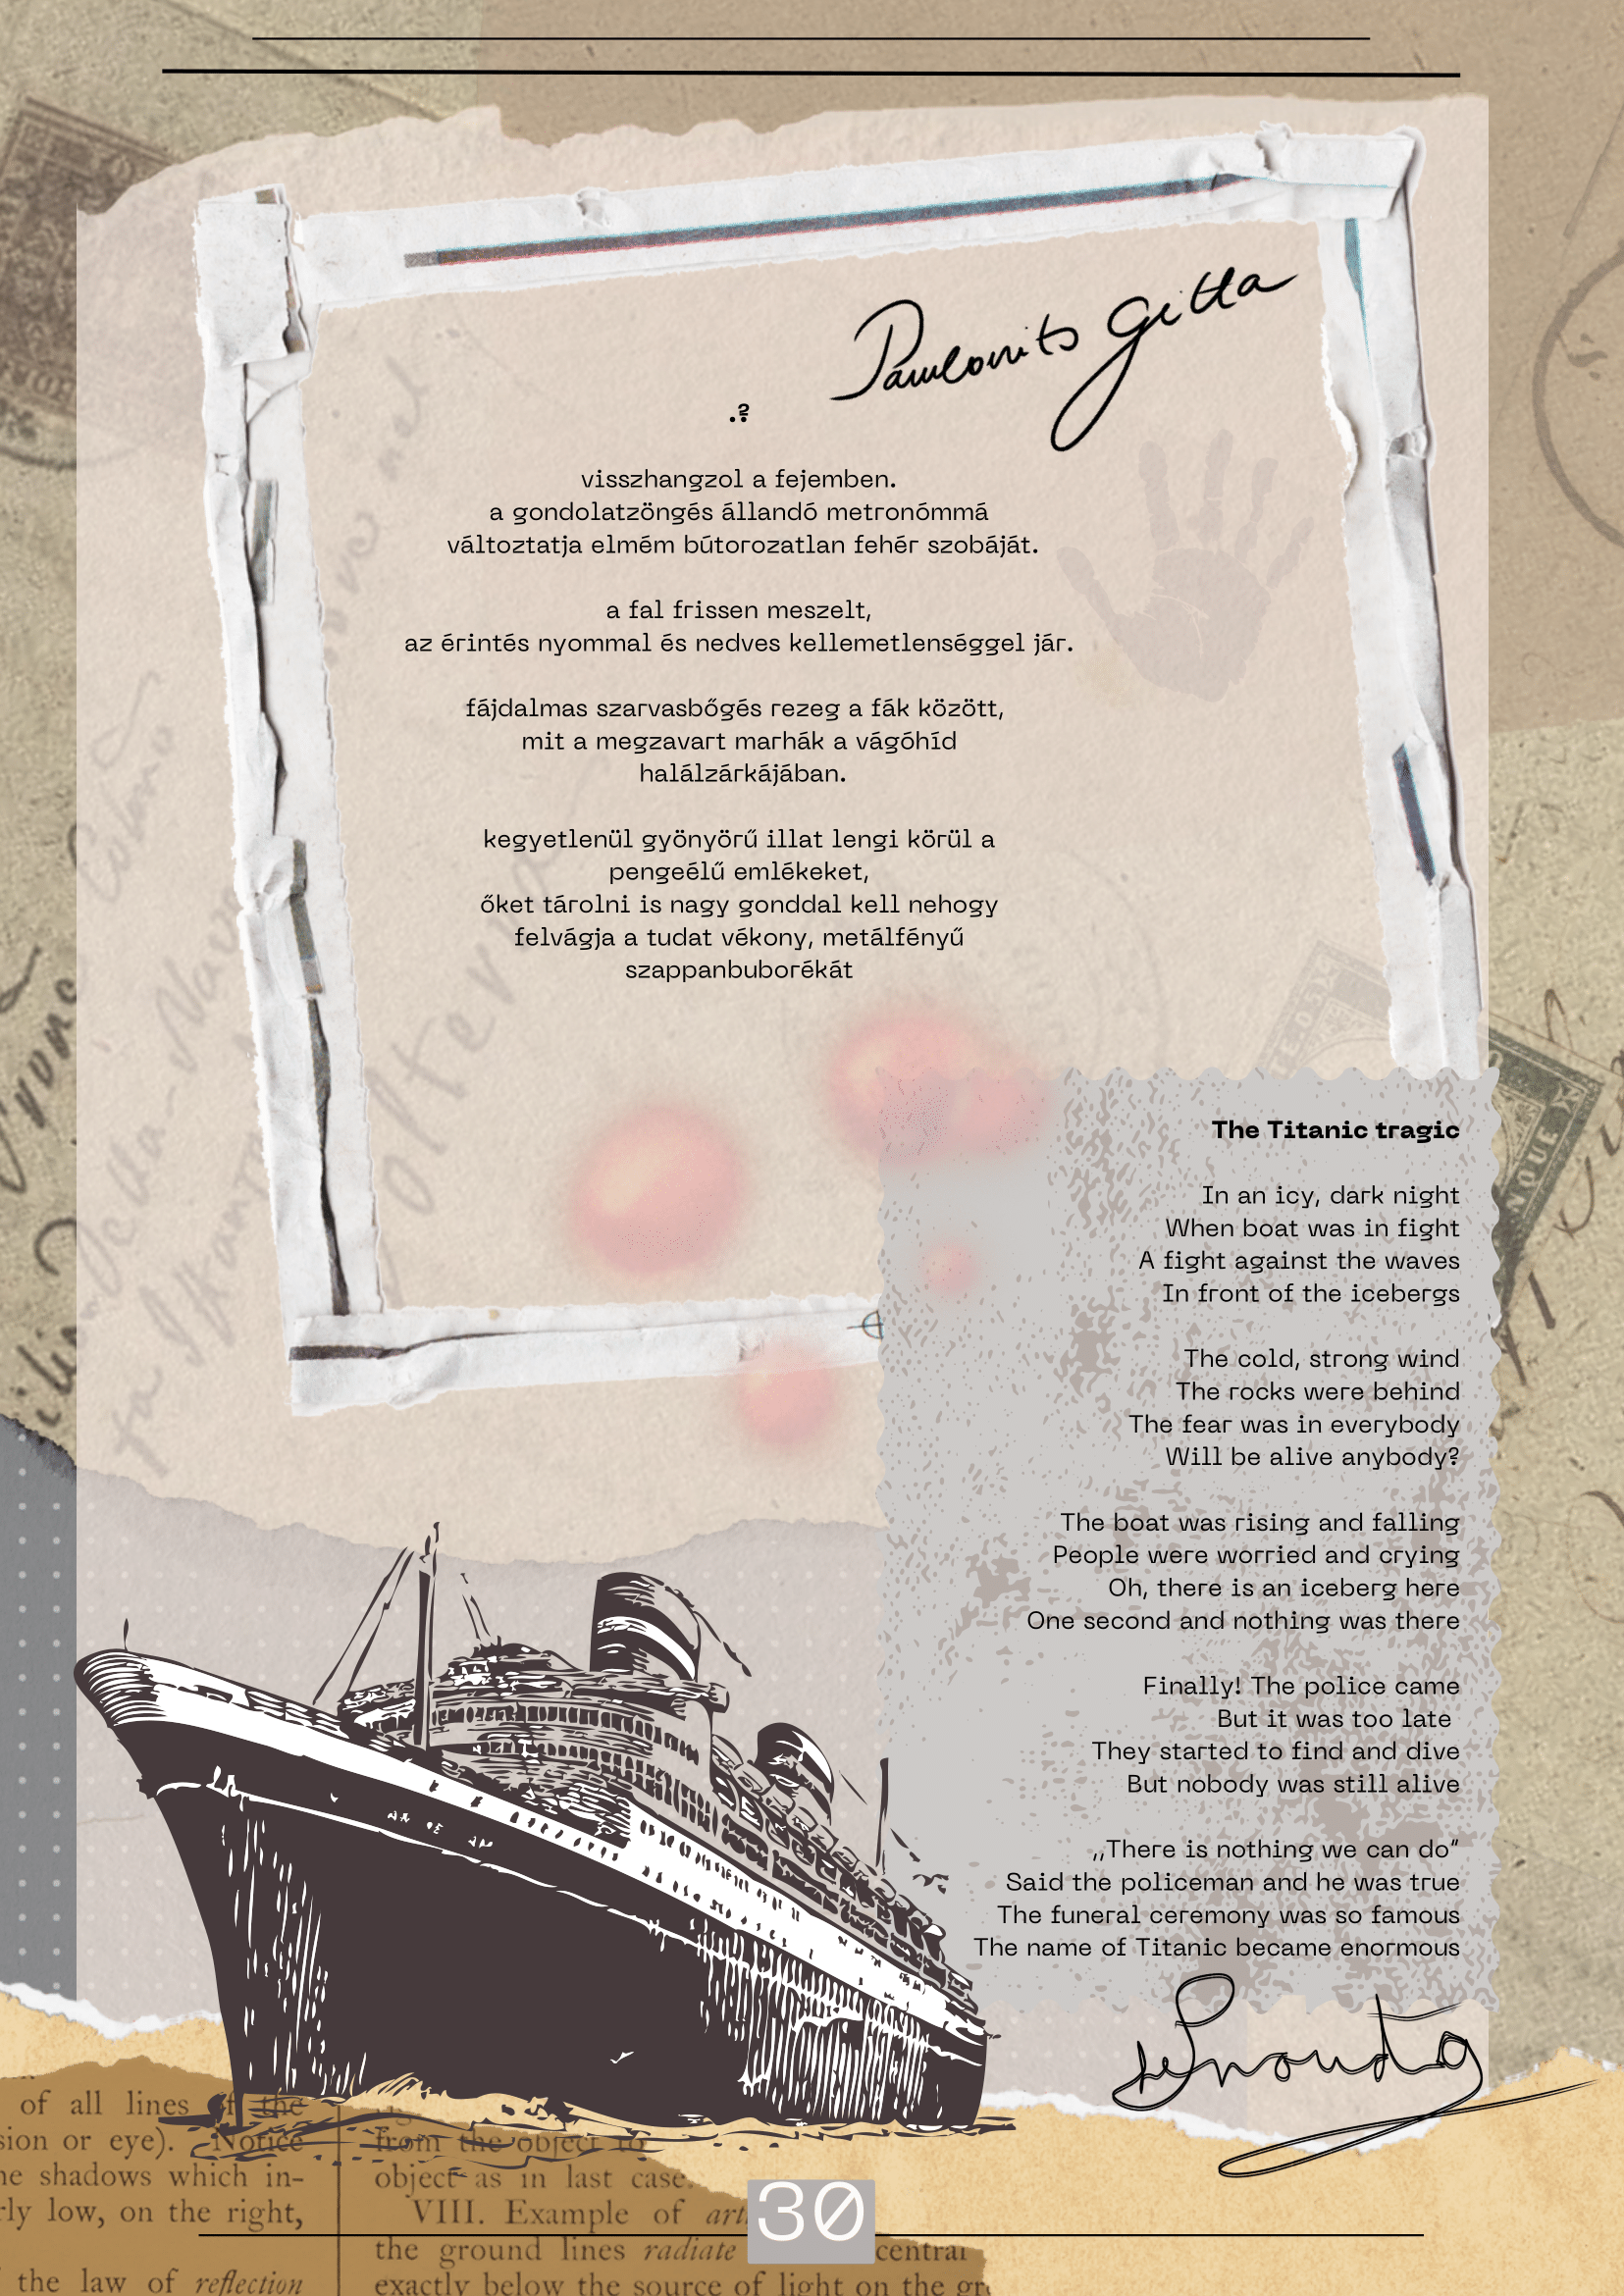 Pawlovits Gitta
.?
visszhangzol a fejemben.
a gondolatzöngés állandó metronómmá
változtatja elmém bútorozatlan fehér szobáját.
a fal frissen meszelt,
az érintés nyommal és nedves kellemetlenséggel jár.
fájdalmas szarvasbőgés rezeg a fák között,
mit a megzavart marhák a vágóhíd
halálzárkájában.
kegyetlenül gyönyörű illat lengi körül a
pengeélű emlékeket,
őket tárolni is nagy gonddal kell nehogy
felvágja a tudat vékony, metálfényű
szappanbuborékát
The Titanic tragic
In an icy, dark night
When boat was in fight
A fight against the waves
In front of the icebergs
The cold, strong wind
The rocks were behind
The fear was in everybody
Will be alive anybody?
The boat was rising and falling
People were worried and crying
Oh, there is an iceberg here
One second and nothing was there
Finally! The police came
But it was too late
They started to find and dive
But nobody was still alive
,,There is nothing we can do”
Said the policeman and he was true
The funeral ceremony was so famous
The name of Titanic became enormous
of all lines of the
sion or eye). Notice
ne shadows which in-
rly low, on the right,
the law of reflection
from the object to
object as in last case.
VIII. Example of
the ground lines radiate central
exactly below the source of light on the
30